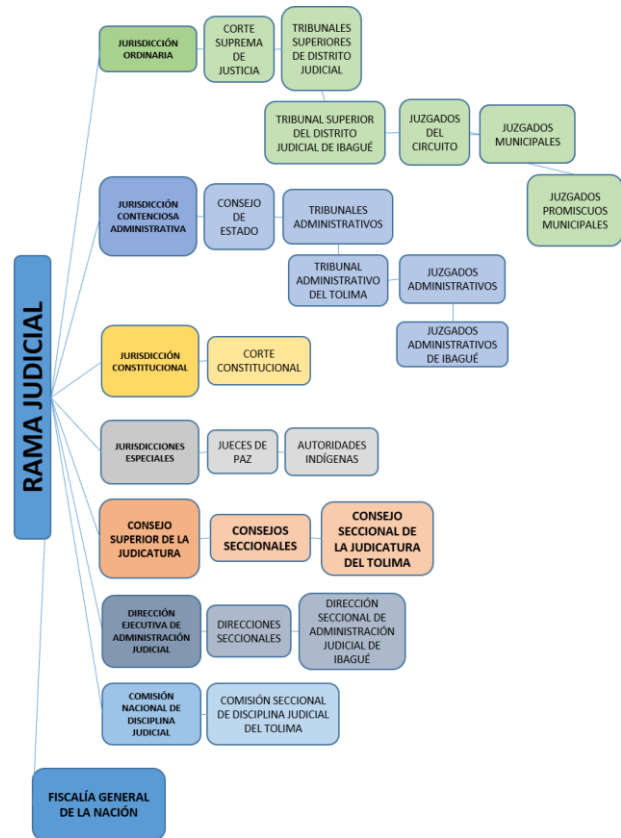 RAMA JUDICIAL
JURISDICCIÓN
ORDINARIA
CORTE
SUPREMA
DE
JUSTICIA
TRIBUNALES
SUPERIORES
DE DISTRITO
JUDICIAL
TRIBUNAL SUPERIOR
DEL DISTRITO
JUDICIAL DE IBAGUÉ
JUZGADOS
DEL
CIRCUITO
JUZGADOS
MUNICIPALES
JUZGADOS
PROMISCUOS
MUNICIPALES
JURISDICCIÓN
CONTENCIOSA
ADMINISTRATIVA
CONSEJO
DE
ESTADO
TRIBUNALES
ADMINISTRATIVOS
TRIBUNAL
ADMINISTRATIVO
DEL TOLIMA
JUZGADOS
ADMINISTRATIVOS
JUZGADOS
ADMINISTRATIVOS
DE IBAGUÉ
JURISDICCIÓN
CONSTITUCIONAL
CORTE
CONSTITUCIONAL
JURISDICCIONES
ESPECIALES
JUECES DE
PAZ
AUTORIDADES
INDÍGENAS
CONSEJO
SUPERIOR DE LA
JUDICATURA
CONSEJOS
SECCIONALES
CONSEJO
SECCIONAL DE
LA JUDICATURA
DEL TOLIMA
DIRECCIÓN
EJECUTIVA DE
ADMINISTRACIÓN
JUDICIAL
DIRECCIONES
SECCIONALES
DIRECCIÓN
SECCIONAL DE
ADMINISTRACIÓN
JUDICIAL DE
IBAGUÉ
COMISIÓN
NACIONAL DE
DISCIPLINA
JUDICIAL
COMISIÓN SECCIONAL
DE DISCIPLINA JUDICIAL
DEL TOLIMA
FISCALÍA GENERAL
DE LA NACIÓN